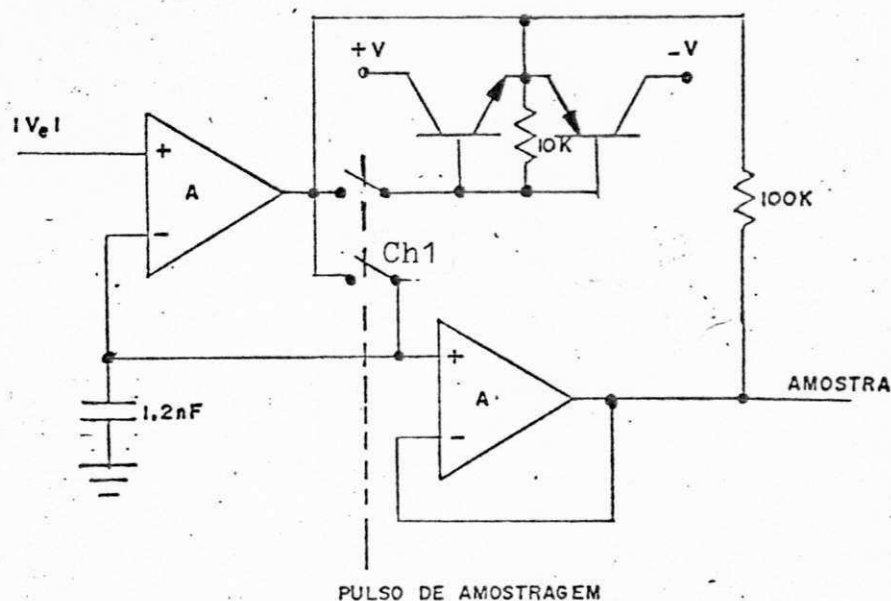 +V
-V
|Ve|
+
A
-
10K
100K
Ch1
+
A
-
1.2nF
AMOSTRA
PULSO DE AMOSTRAGEM